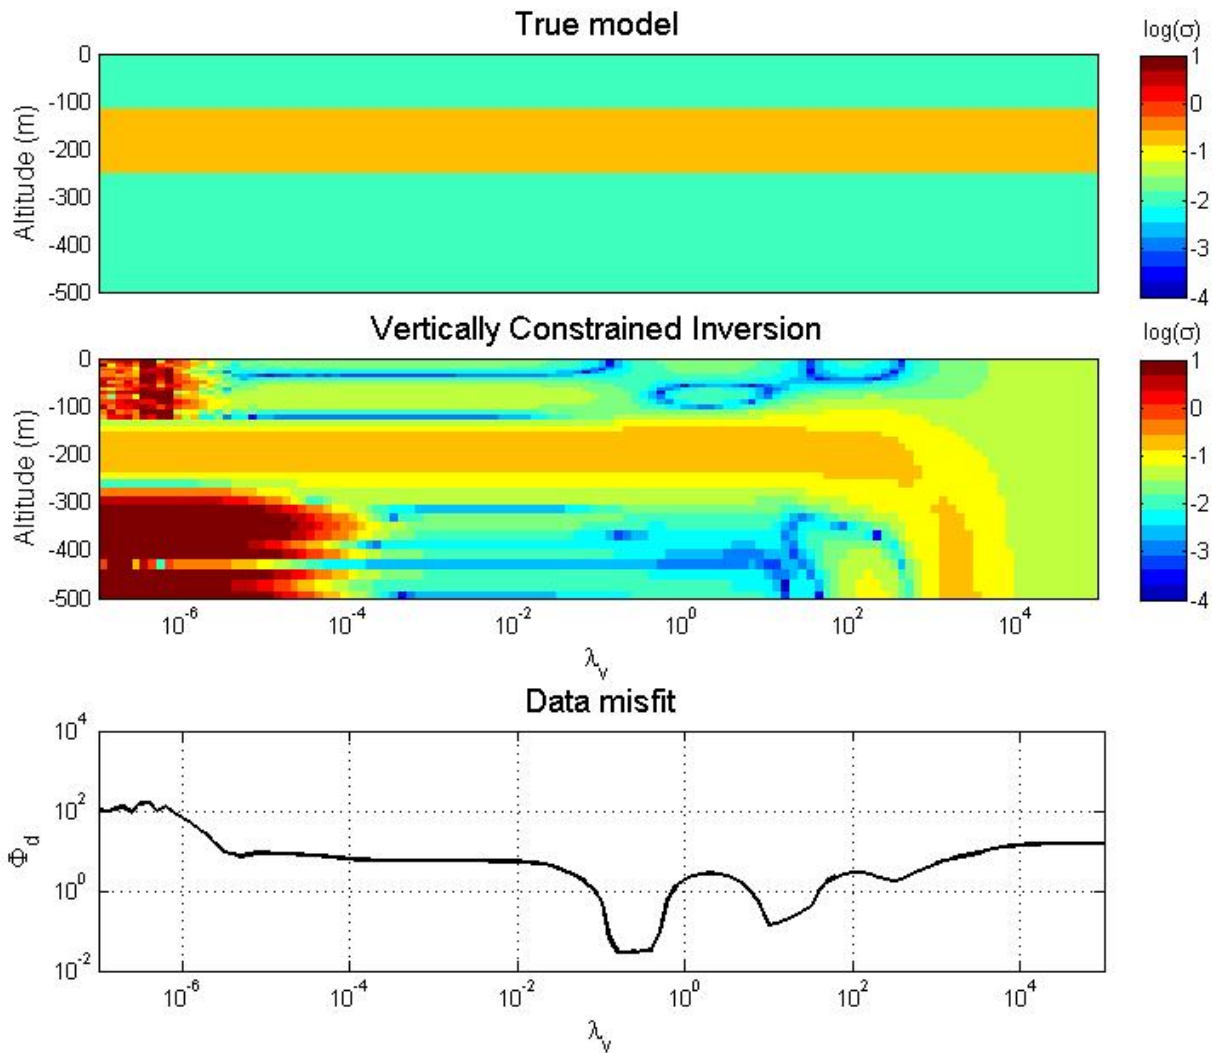 True model
log(σ)
Altitude (m)
0
-100
-200
-300
-400
-500
1
0
-1
-2
-3
-4
Vertically Constrained Inversion
log(σ)
Altitude (m)
0
-100
-200
-300
-400
-500
1
0
-1
-2
-3
-4
10^-6 10^-4 10^-2 10^0 10^2 10^4
λ_v
Data misfit
Φ_d
10^4
10^2
10^0
10^-2
10^-6 10^-4 10^-2 10^0 10^2 10^4
λ_v